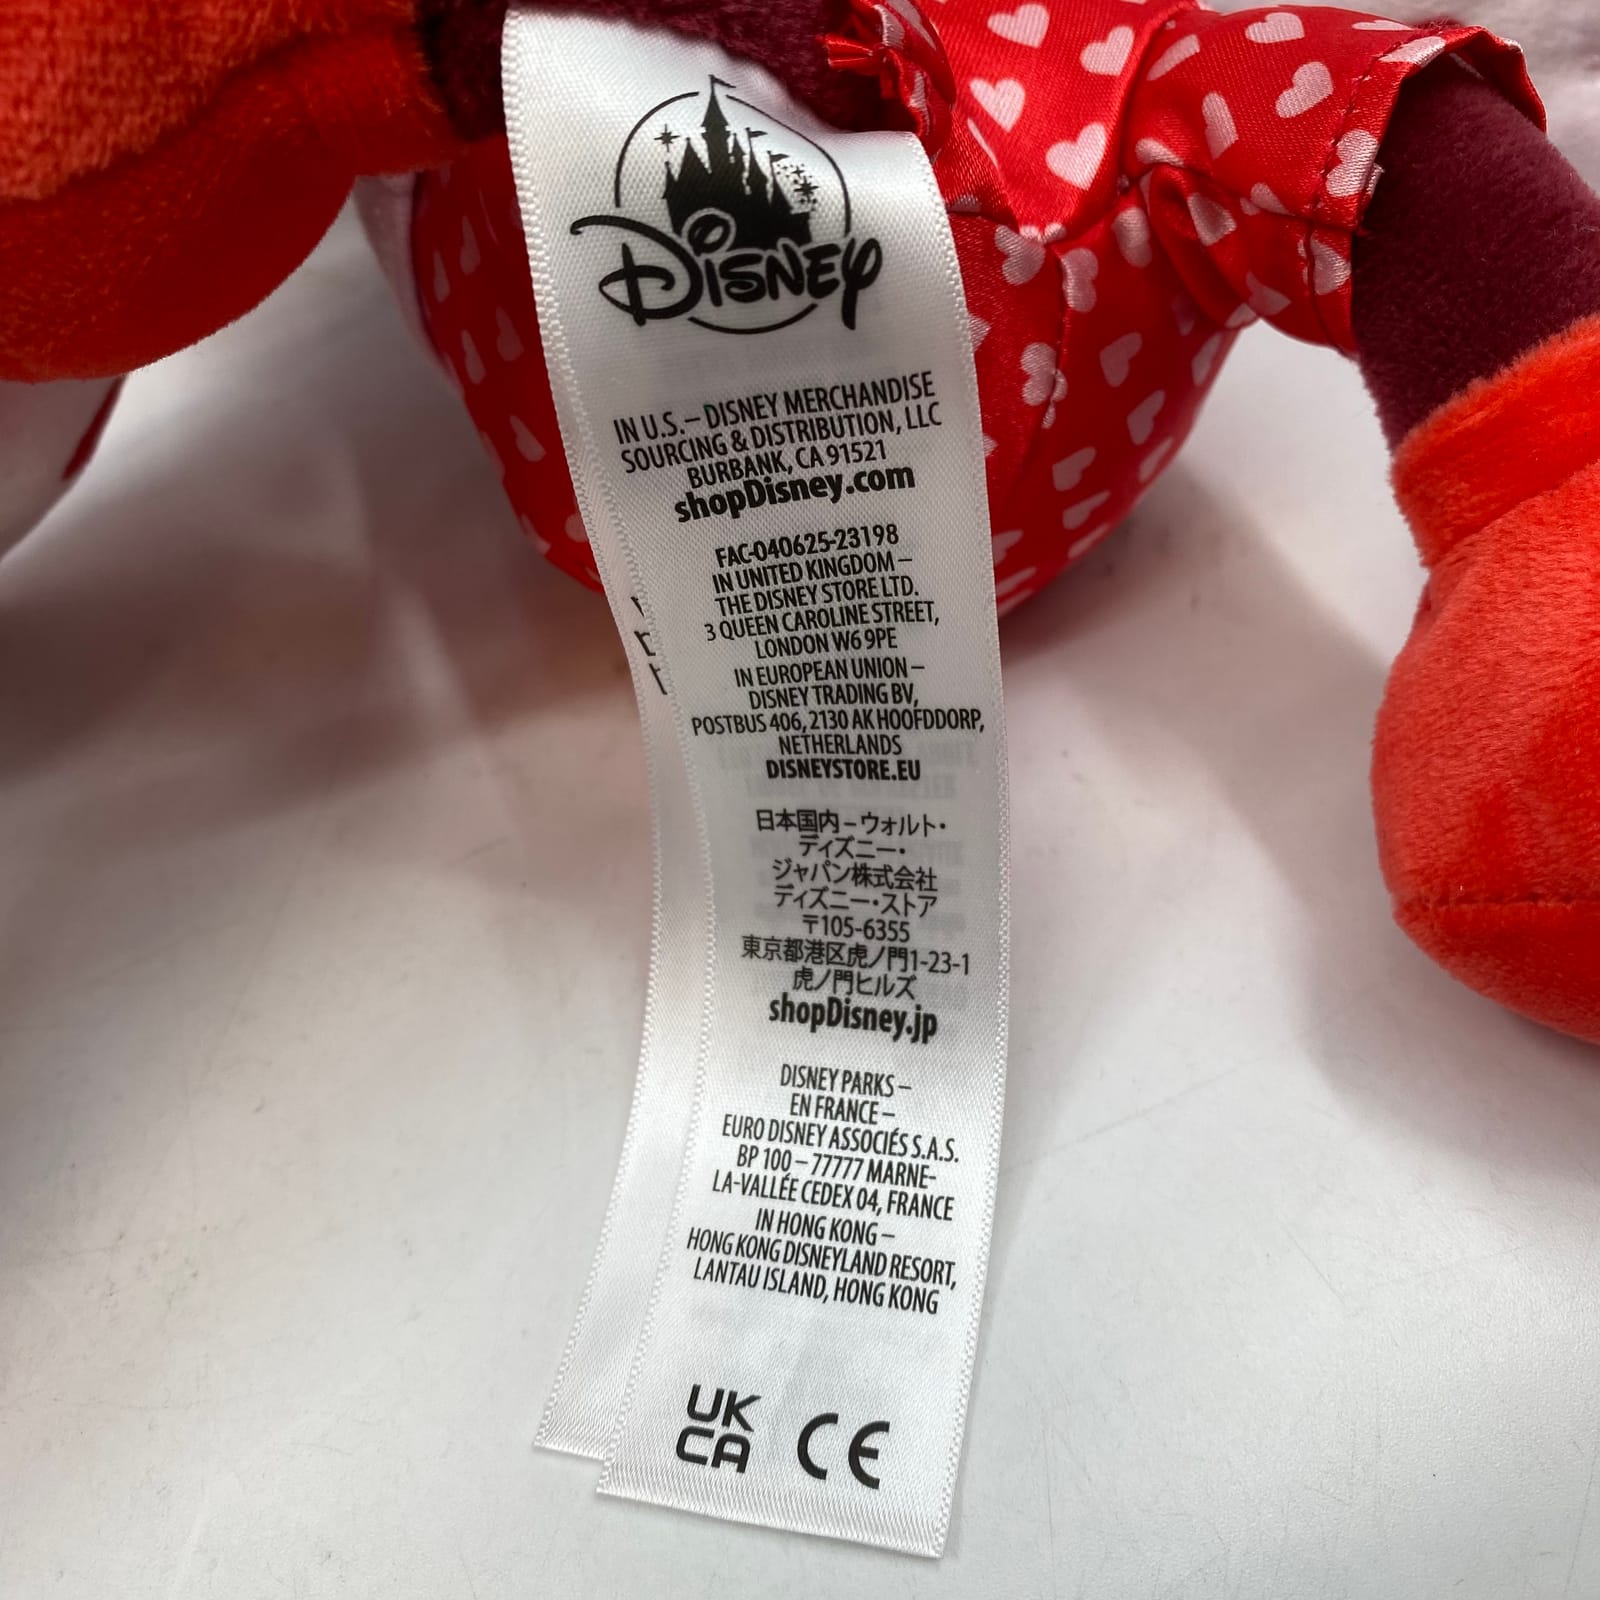 Disney
IN U.S. – DISNEY MERCHANDISE
SOURCING & DISTRIBUTION, LLC
BURBANK, CA 91521
shopDisney.com
FAC-040625-23198
IN UNITED KINGDOM –
THE DISNEY STORE LTD.
3 QUEEN CAROLINE STREET,
LONDON W6 9PE
IN EUROPEAN UNION –
DISNEY TRADING BV,
POSTBUS 406, 2130 AK HOOFDDORP,
NETHERLANDS
DISNEYSTORE.EU
日本国内 – ウォルト・
ディズニー・
ジャパン株式会社
ディズニー・ストア
〒105-6355
東京都港区虎ノ門1-23-1
虎ノ門ヒルズ
shopDisney.jp
DISNEY PARKS –
EN FRANCE –
EURO DISNEY ASSOCIÉS S.A.S.
BP 100 – 77777 MARNE-
LA-VALLÉE CEDEX 04, FRANCE
IN HONG KONG –
HONG KONG DISNEYLAND RESORT,
LANTAU ISLAND, HONG KONG
UK
CA CE